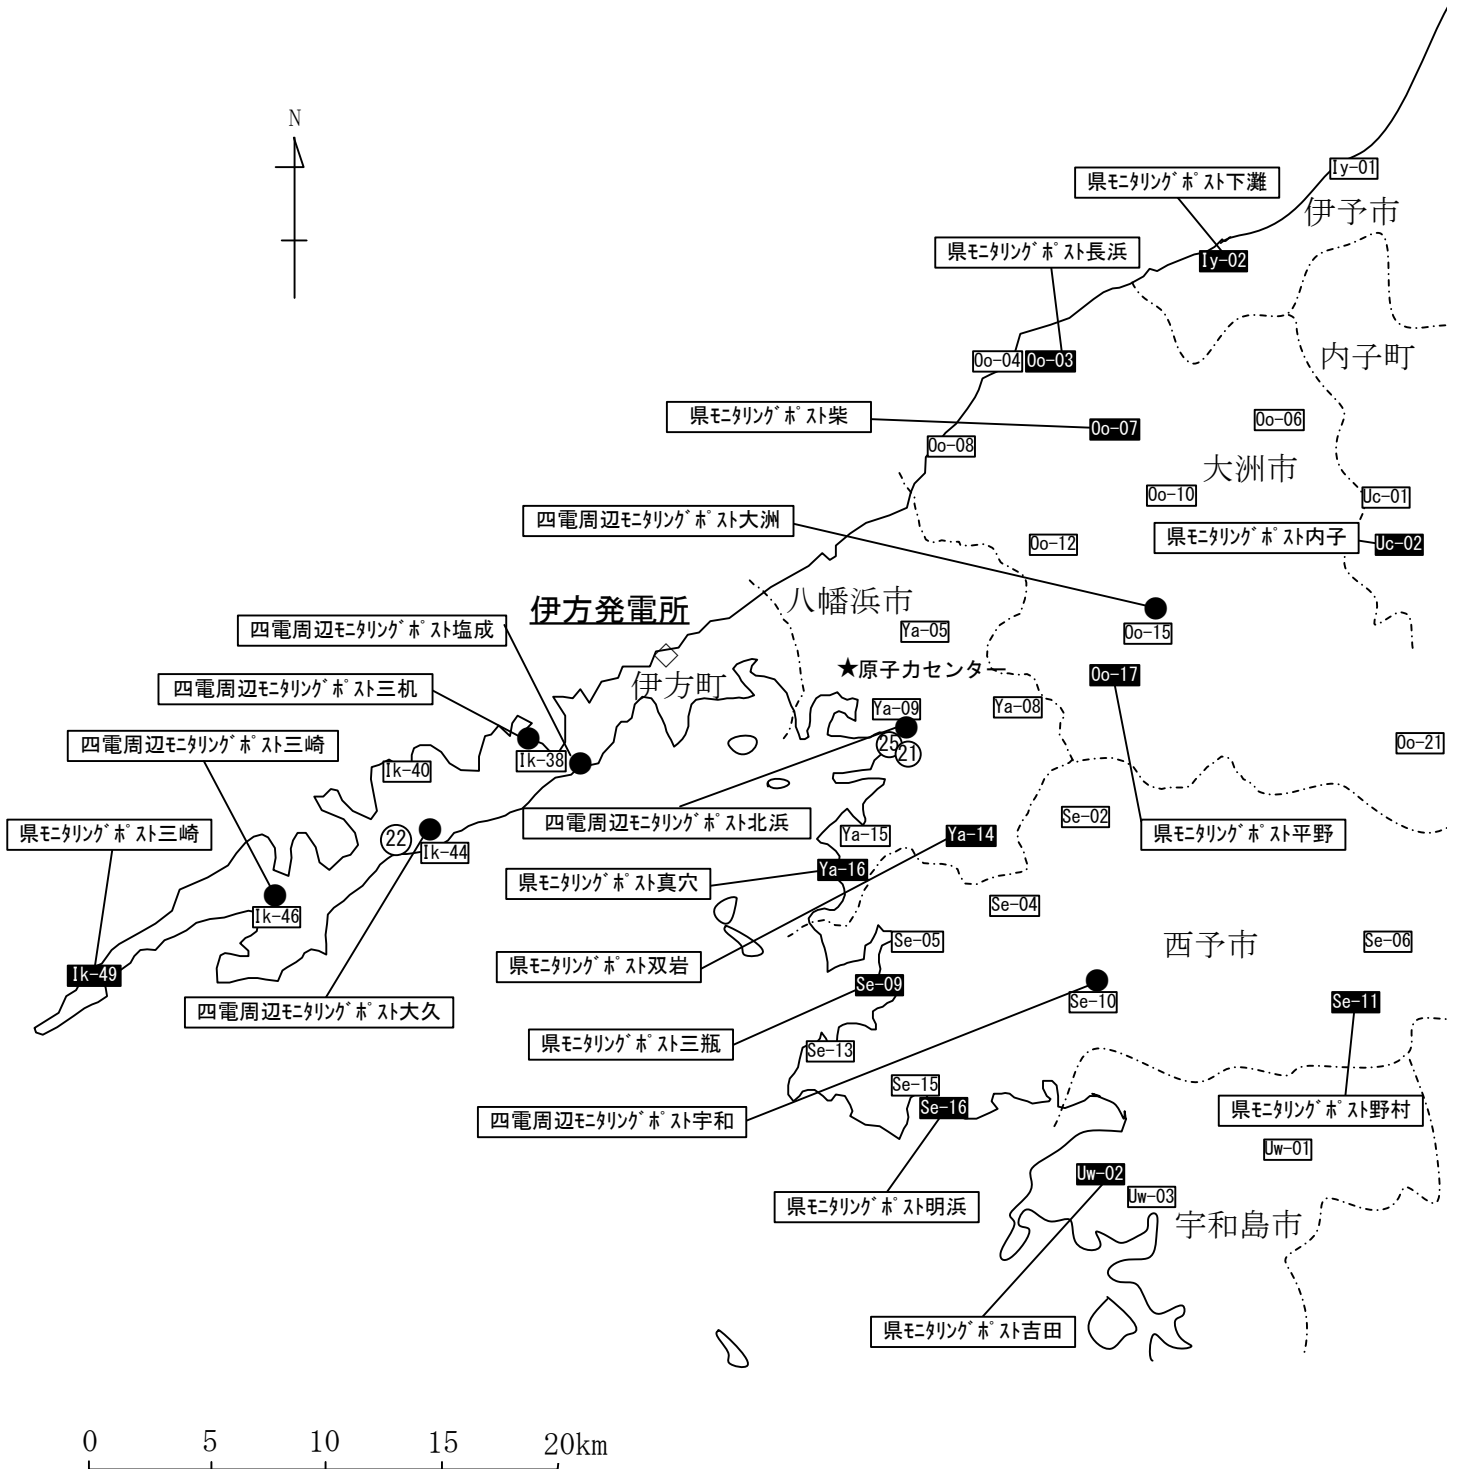 N
Iy-01
県ﾓﾆﾀﾘﾝｸﾞﾎﾟｽﾄ下灘
伊予市
県ﾓﾆﾀﾘﾝｸﾞﾎﾟｽﾄ長浜
Iy-02
内子町
Oo-04
Oo-03
県ﾓﾆﾀﾘﾝｸﾞﾎﾟｽﾄ柴
Oo-07
Oo-06
Oo-08
大洲市
Oo-10
Uc-01
四電周辺ﾓﾆﾀﾘﾝｸﾞﾎﾟｽﾄ大洲
県ﾓﾆﾀﾘﾝｸﾞﾎﾟｽﾄ内子
Uc-02
Oo-12
伊方発電所
八幡浜市
四電周辺ﾓﾆﾀﾘﾝｸﾞﾎﾟｽﾄ塩成
Ya-05
Oo-15
★原子力センター
Oo-17
伊方町
四電周辺ﾓﾆﾀﾘﾝｸﾞﾎﾟｽﾄ三机
Ya-09
Ya-08
四電周辺ﾓﾆﾀﾘﾝｸﾞﾎﾟｽﾄ三崎
25
21
Oo-21
Ik-38
Ik-40
四電周辺ﾓﾆﾀﾘﾝｸﾞﾎﾟｽﾄ北浜
Se-02
県ﾓﾆﾀﾘﾝｸﾞﾎﾟｽﾄ三崎
22
Ik-44
Ya-15
Ya-14
県ﾓﾆﾀﾘﾝｸﾞﾎﾟｽﾄ平野
Ya-16
県ﾓﾆﾀﾘﾝｸﾞﾎﾟｽﾄ真穴
Ik-46
Se-04
Se-05
西予市
Se-06
県ﾓﾆﾀﾘﾝｸﾞﾎﾟｽﾄ双岩
Ik-49
Se-09
Se-10
Se-11
四電周辺ﾓﾆﾀﾘﾝｸﾞﾎﾟｽﾄ大久
県ﾓﾆﾀﾘﾝｸﾞﾎﾟｽﾄ三瓶
Se-13
Se-15
Se-16
四電周辺ﾓﾆﾀﾘﾝｸﾞﾎﾟｽﾄ宇和
県ﾓﾆﾀﾘﾝｸﾞﾎﾟｽﾄ野村
Uw-01
Uw-02
Uw-03
県ﾓﾆﾀﾘﾝｸﾞﾎﾟｽﾄ明浜
宇和島市
県ﾓﾆﾀﾘﾝｸﾞﾎﾟｽﾄ吉田
0 5 10 15 20km